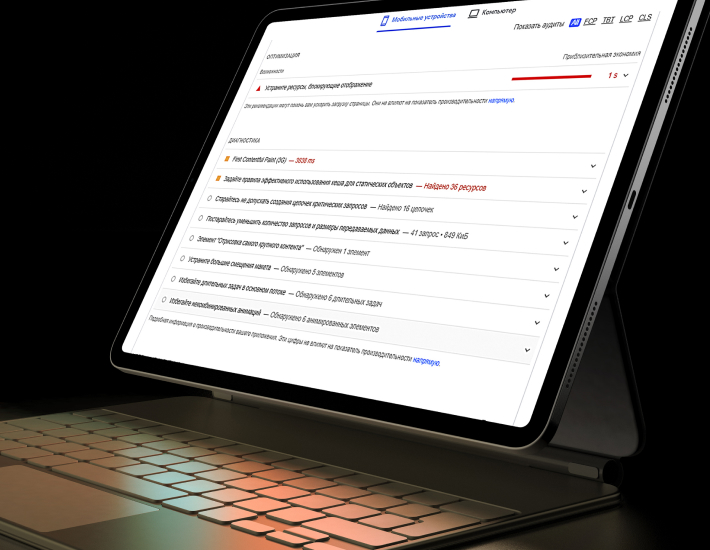 Мобильные устройства
Компьютер
Показать аудиты All FCP TBT LCP CLS
ОПТИМИЗАЦИЯ
Возможности Приблизительная экономия
Устраните ресурсы, блокирующие отображение 1 s
Эти рекомендации могут помочь вам ускорить загрузку страницы. Они не влияют на показатель производительности напрямую.
ДИАГНОСТИКА
First Contentful Paint (3G) — 3938 ms
Задайте правила эффективного использования кеша для статических объектов — Найдено 36 ресурсов
Старайтесь не допускать создания цепочек критических запросов — Найдено 16 цепочек
Постарайтесь уменьшить количество запросов и размеры передаваемых данных. — 41 запрос • 849 КиБ
Элемент "Отрисовка самого крупного контента" — Обнаружен 1 элемент
Устраните большие смещения макета — Обнаружено 5 элементов
Избегайте длительных задач в основном потоке — Обнаружено 6 длительных задач
Избегайте некомбинированных анимаций — Обнаружено 6 анимированных элементов
Подробная информация о производительности вашего приложения. Эти цифры не влияют на показатель производительности напрямую.